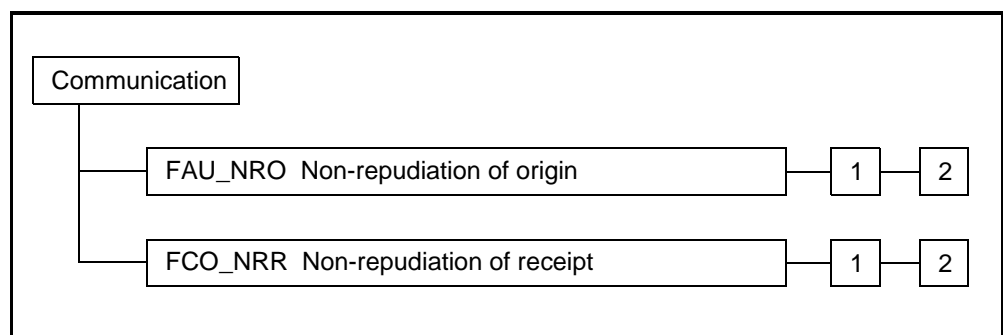 Communication
FAU_NRO Non-repudiation of origin 1 2
FCO_NRR Non-repudiation of receipt 1 2